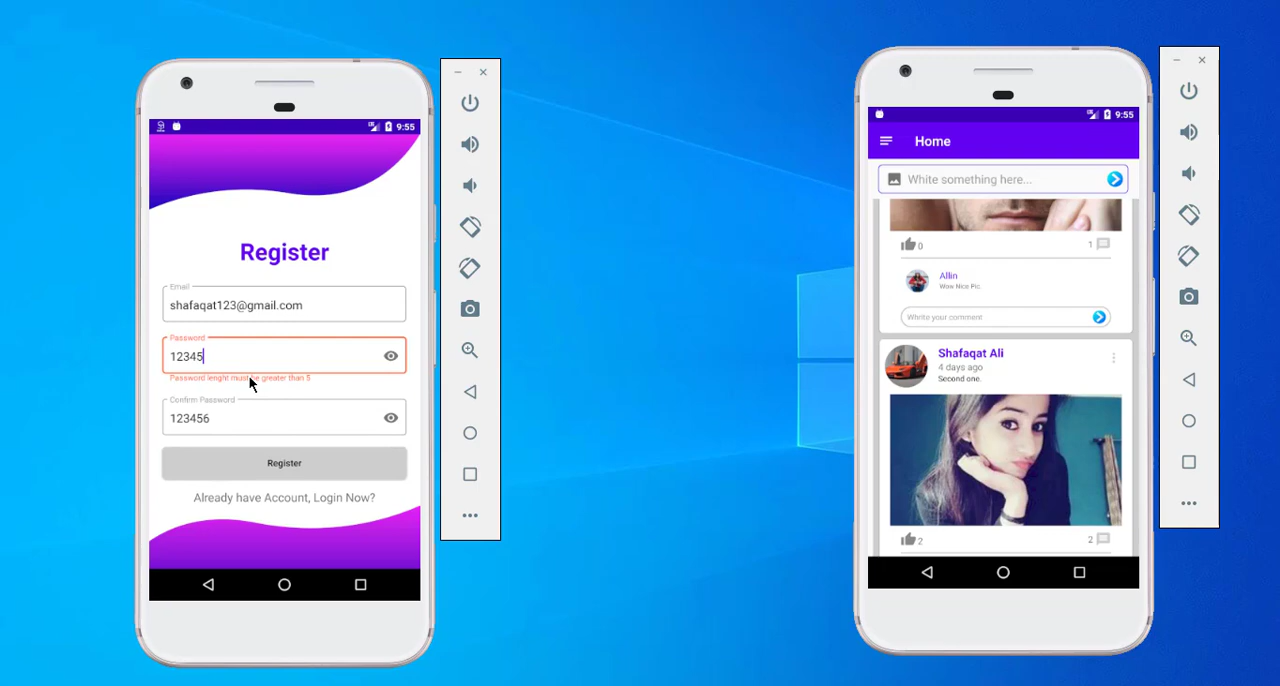 9:55
Register
Email
shafaqat123@gmail.com
Password
12345
Password lenght must be greater than 5
Confirm Password
123456
Register
Already have Account, Login Now?
9:55
Home
White something here...
0
1
Allin
Wow Nice Pic.
Write your comment
Shafaqat Ali
4 days ago
Second one.
2
2